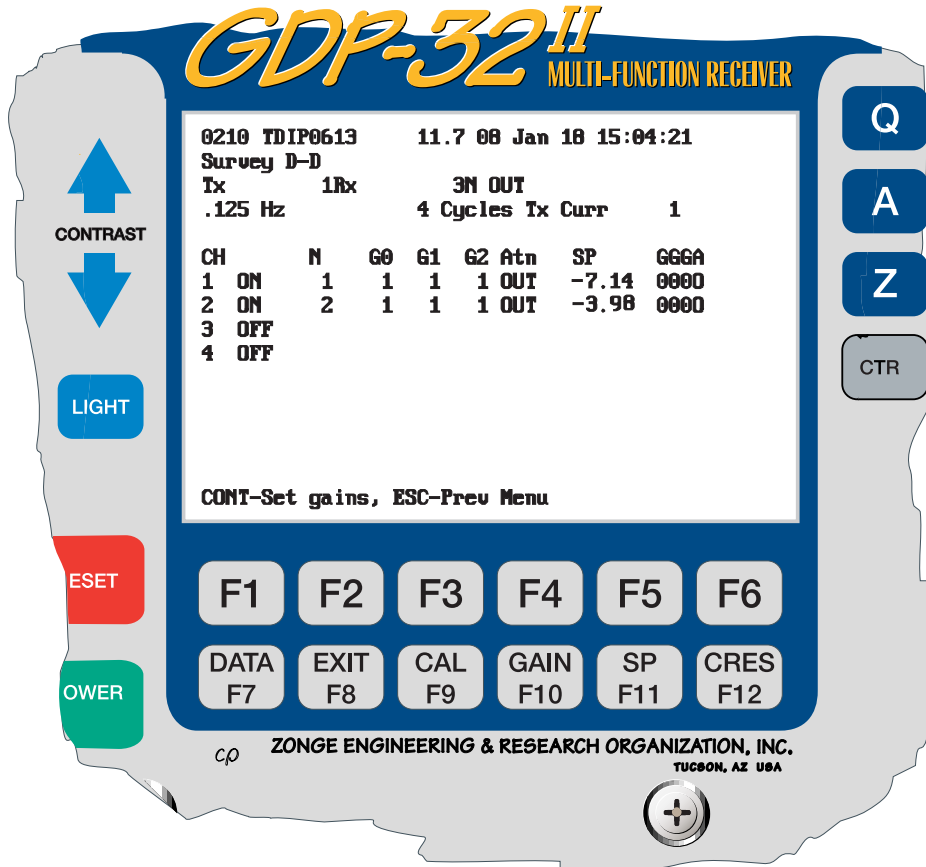 GDP-32 II
MULTI-FUNCTION RECEIVER
0210 TDIP0613 11.7 08 Jan 18 15:04:21
Survey D-D
Tx 1Rx 3N OUT
.125 Hz 4 Cycles Tx Curr 1
CH N G0 G1 G2 Atn SP GGGA
1 ON 1 1 1 1 OUT -7.14 0000
2 ON 2 1 1 1 OUT -3.98 0000
3 OFF
4 OFF
CONT-Set gains, ESC-Prev Menu
CONTRAST
LIGHT
ESET
OWER
Q
A
Z
CTR
F1 F2 F3 F4 F5 F6
DATA EXIT CAL GAIN SP CRES
F7 F8 F9 F10 F11 F12
cp ZONGE ENGINEERING & RESEARCH ORGANIZATION, INC.
TUCSON, AZ USA